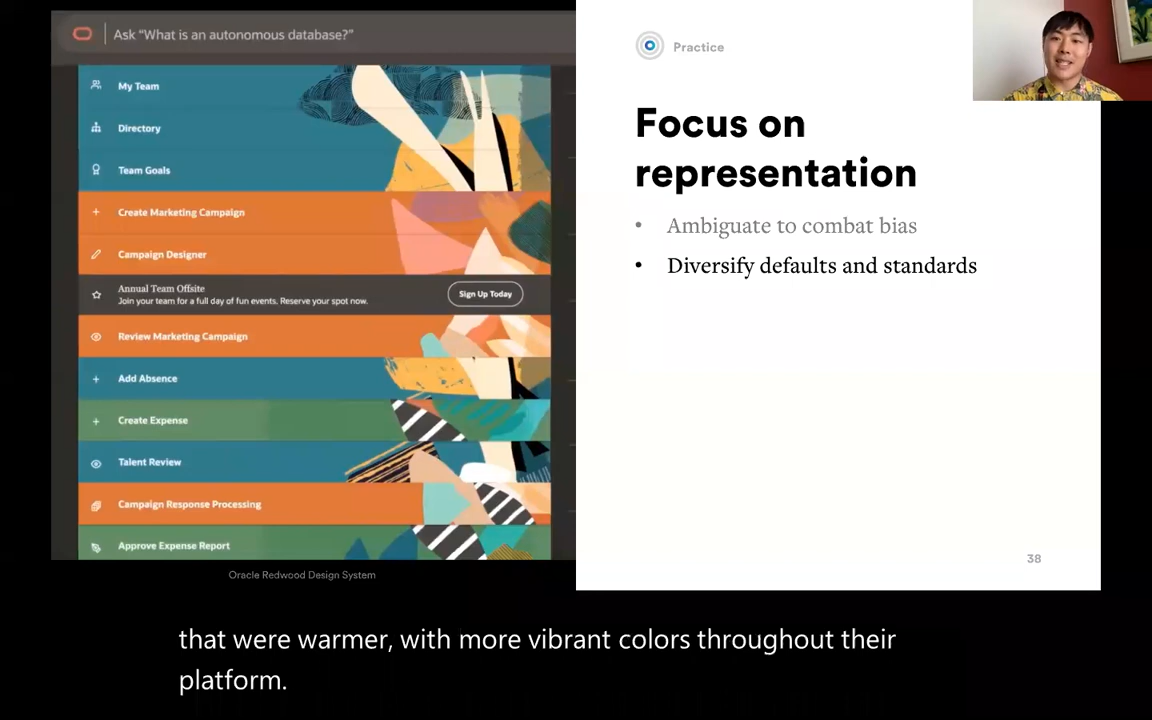 Ask “What is an autonomous database?”
My Team
Directory
Team Goals
Create Marketing Campaign
Campaign Designer
Annual Team Offsite
Join your team for a full day of fun events. Reserve your spot now.
Sign Up Today
Review Marketing Campaign
Add Absence
Create Expense
Talent Review
Campaign Response Processing
Approve Expense Report
Oracle Redwood Design System
Practice
Focus on
representation
• Ambiguate to combat bias
• Diversify defaults and standards
38
that were warmer, with more vibrant colors throughout their
platform.